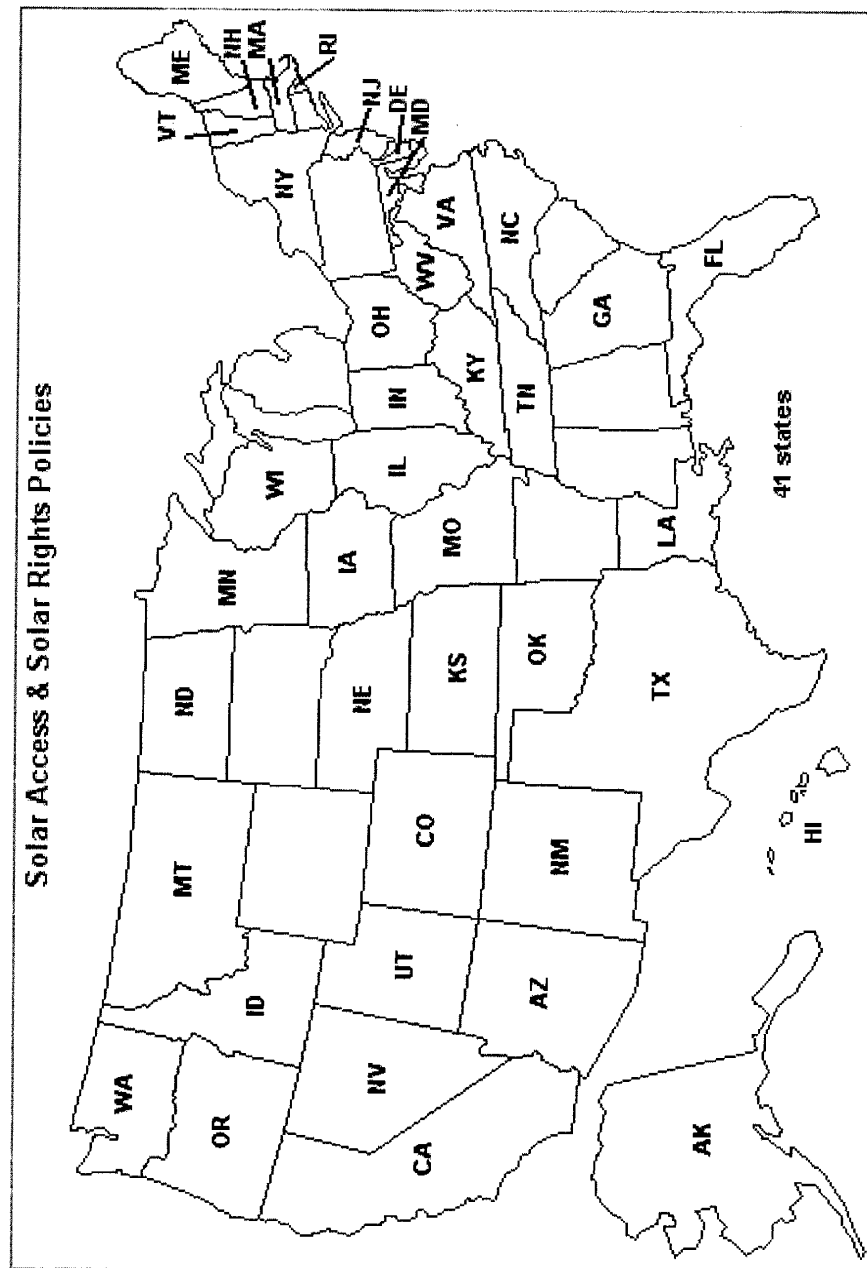 Solar Access & Solar Rights Policies
WA
MT
ND
MN
VT
ME
NH
MA
RI
OR
ID
WI
NY
NJ
DE
MD
NE
IA
IL
IN
OH
WV
VA
NV
UT
CO
KS
MO
KY
CA
AZ
NM
OK
TN
NC
TX
LA
GA
FL
AK
HI
41 states